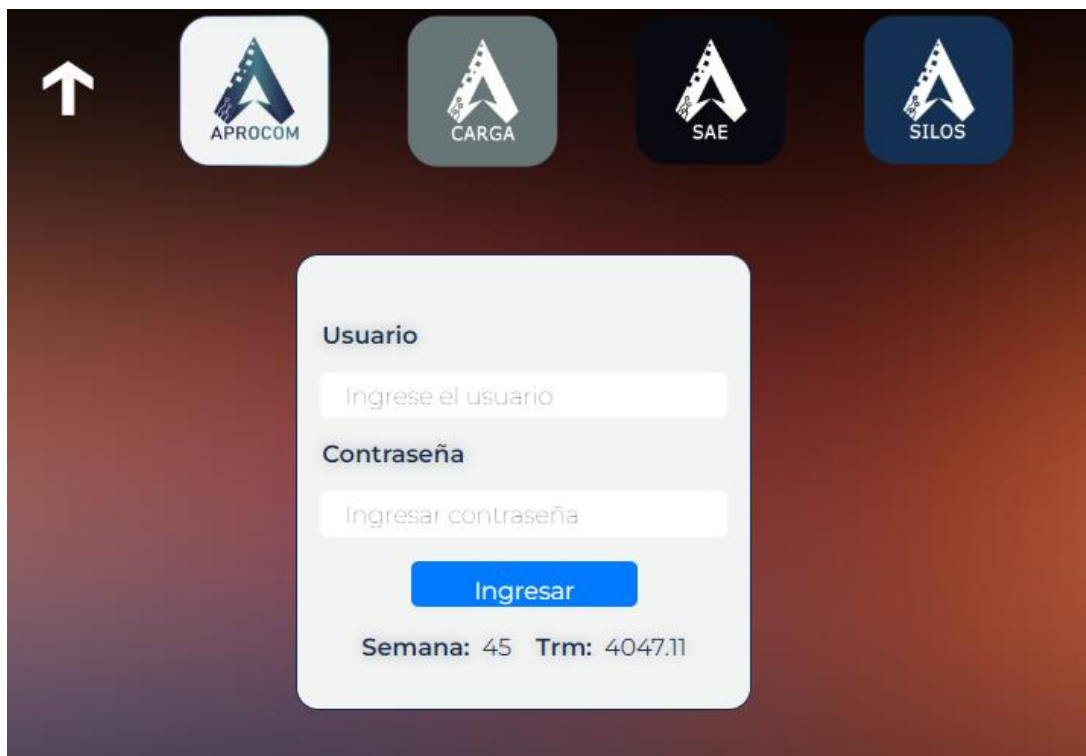 APROCOM
CARGA
SAE
SILOS
Usuario
Ingrese el usuario
Contraseña
Ingresar contraseña
Ingresar
Semana: 45 Trm: 4047.11